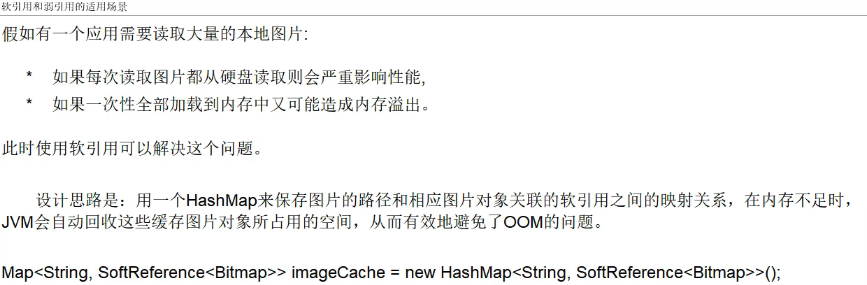 软引用和弱引用的适用场景
假如有一个应用需要读取大量的本地图片:
* 如果每次读取图片都从硬盘读取则会严重影响性能,
* 如果一次性全部加载到内存中又可能造成内存溢出。
此时使用软引用可以解决这个问题。
设计思路是：用一个HashMap来保存图片的路径和相应图片对象关联的软引用之间的映射关系，在内存不足时，
JVM会自动回收这些缓存图片对象所占用的空间，从而有效地避免了OOM的问题。
Map<String, SoftReference<Bitmap>> imageCache = new HashMap<String, SoftReference<Bitmap>>();